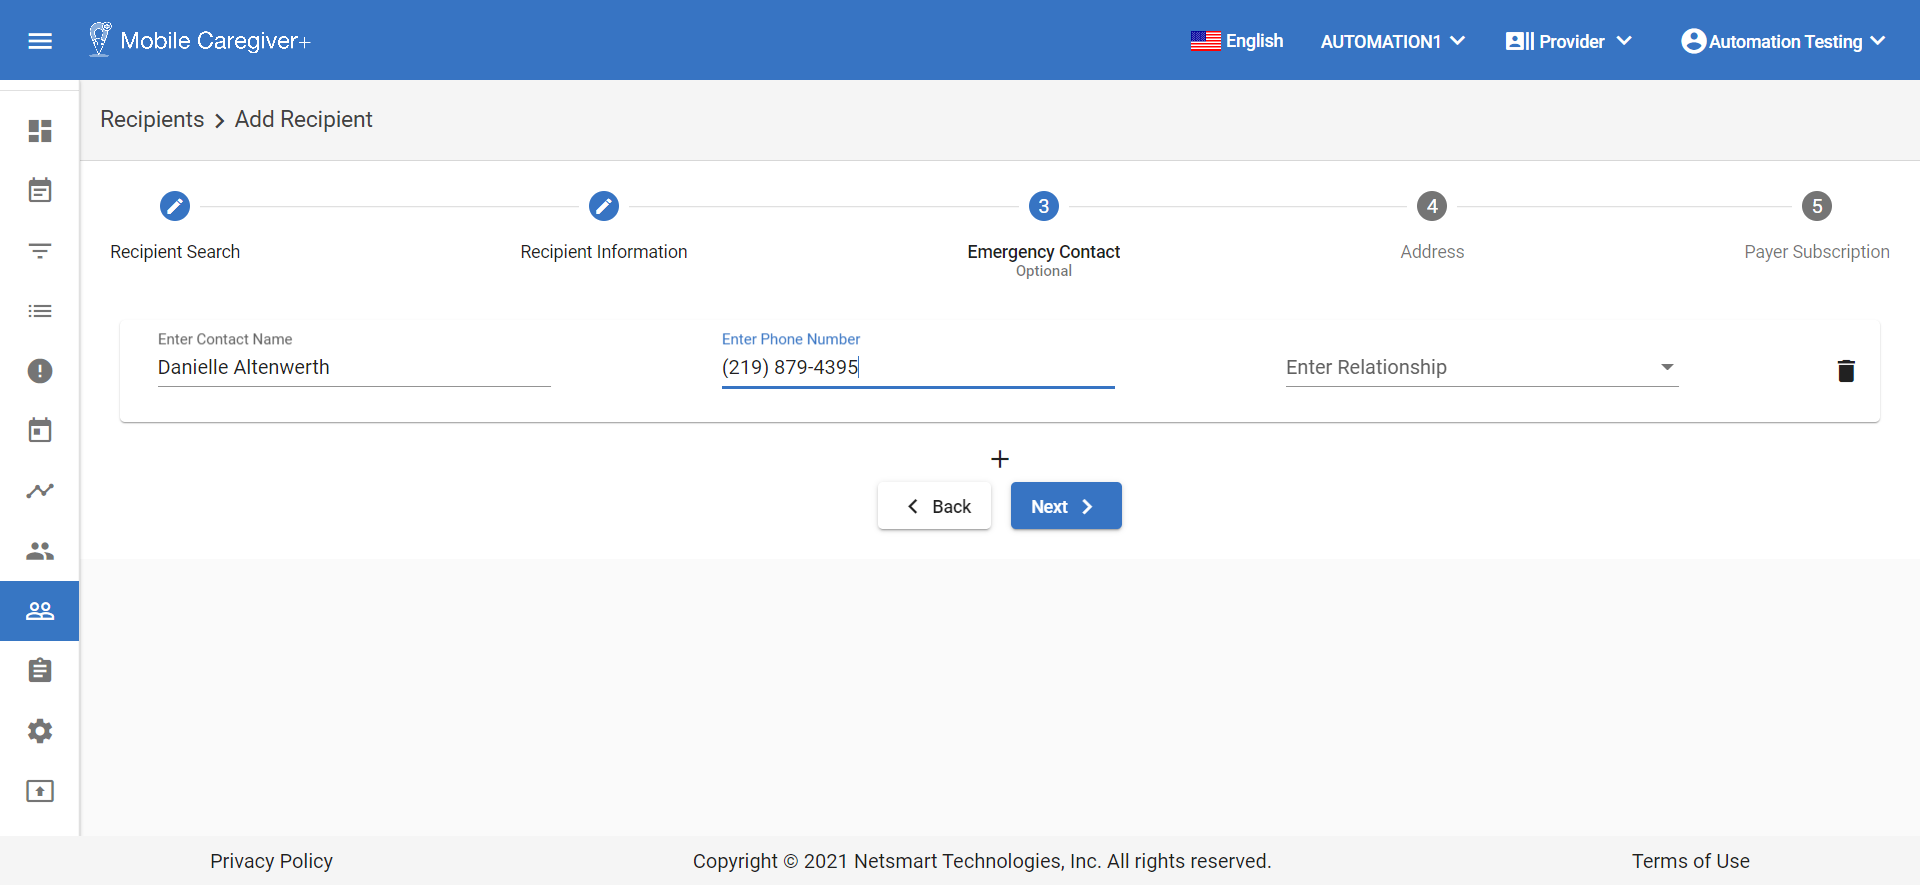 Mobile Caregiver+
English
AUTOMATION1
Provider
Automation Testing
Recipients > Add Recipient
3
4
5
Recipient Search
Recipient Information
Emergency Contact
Optional
Address
Payer Subscription
Enter Contact Name
Danielle Altenwerth
Enter Phone Number
(219) 879-4395
Enter Relationship
+
Back
Next
Privacy Policy
Copyright © 2021 Netsmart Technologies, Inc. All rights reserved.
Terms of Use